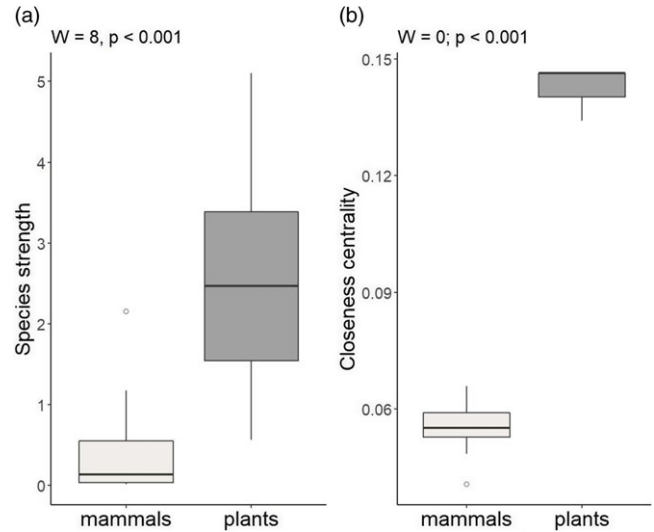 (a)
W = 8, p < 0.001
Species strength
5
4
3
2
1
0
mammals plants
(b)
W = 0; p < 0.001
Closeness centrality
0.15
0.12
0.09
0.06
mammals plants